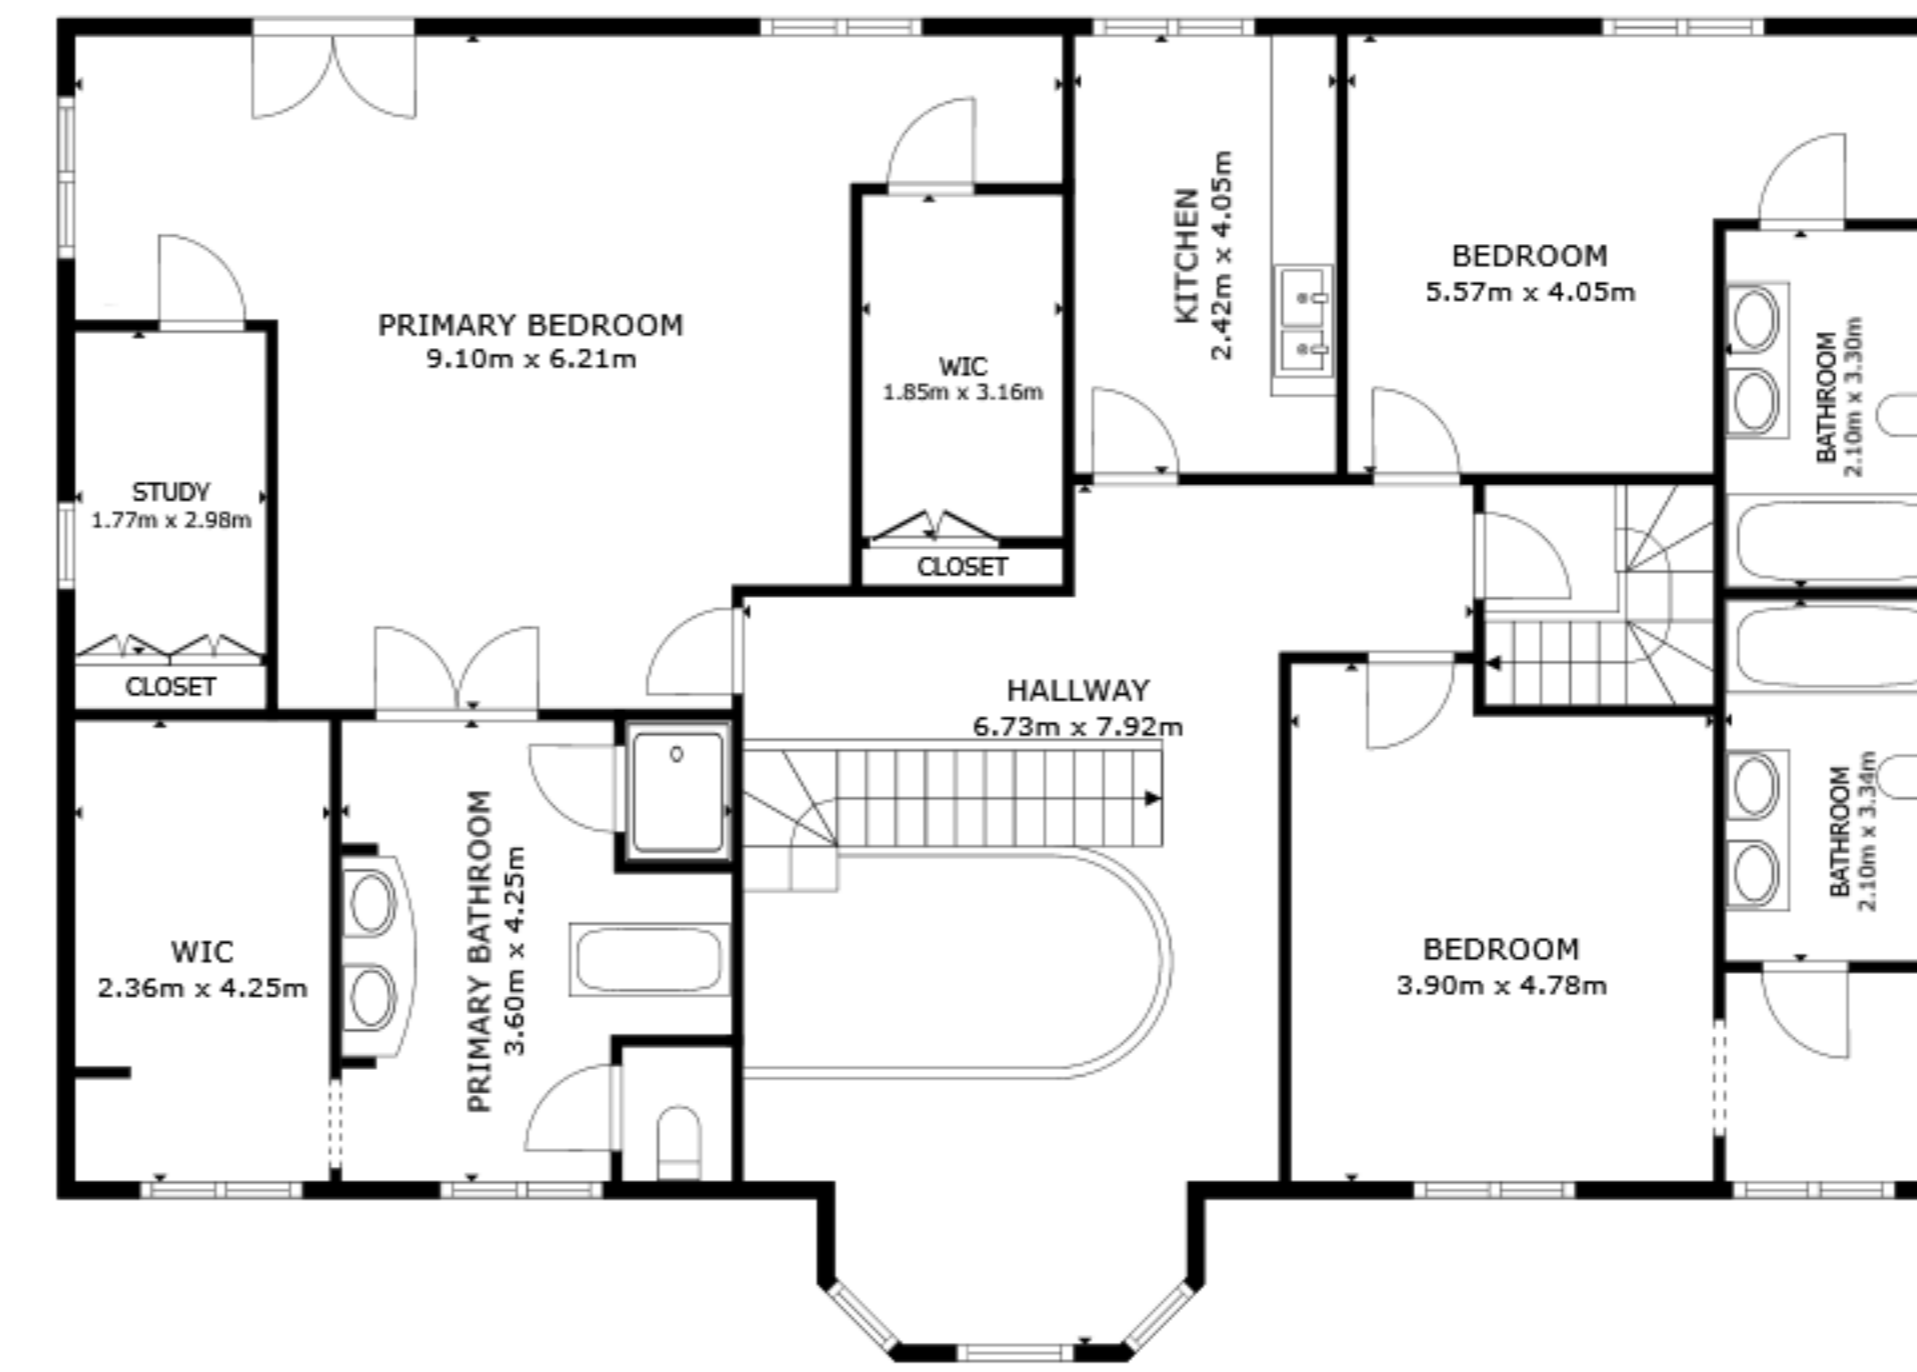 KITCHEN
2.42m x 4.05m
BEDROOM
5.57m x 4.05m
PRIMARY BEDROOM
9.10m x 6.21m
WIC
1.85m x 3.16m
BATHROOM
2.10m x 3.30m
STUDY
1.77m x 2.98m
CLOSET
CLOSET
HALLWAY
6.73m x 7.92m
PRIMARY BATHROOM
3.60m x 4.25m
BATHROOM
2.10m x 3.34m
WIC
2.36m x 4.25m
BEDROOM
3.90m x 4.78m